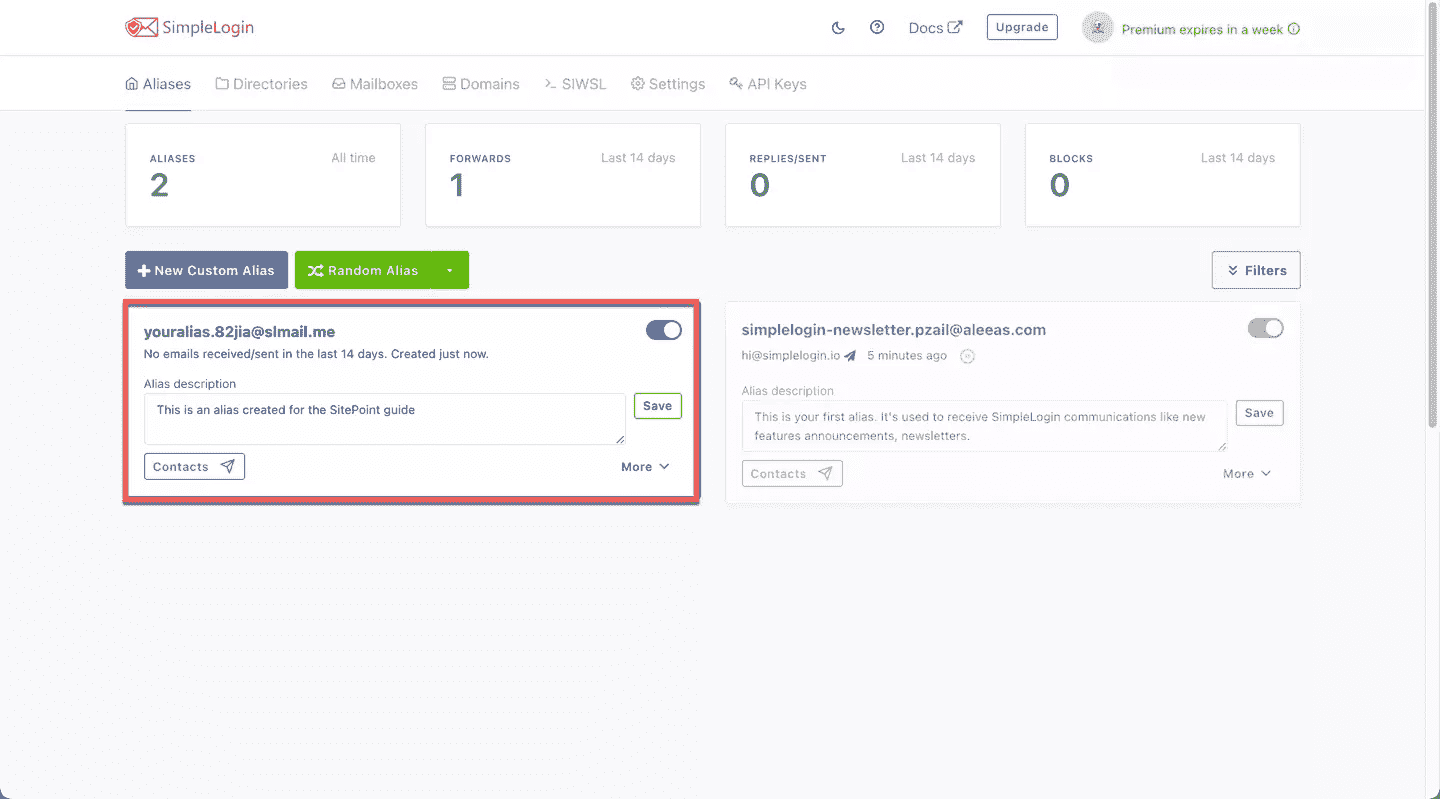 SimpleLogin
Docs
Upgrade
Premium expires in a week
Aliases
Directories
Mailboxes
Domains
SIWSL
Settings
API Keys
ALIASES
All time
2
FORWARDS
Last 14 days
1
REPLIES/SENT
Last 14 days
0
BLOCKS
Last 14 days
0
New Custom Alias
Random Alias
Filters
youralias.82jia@slmail.me
No emails received/sent in the last 14 days. Created just now.
Alias description
This is an alias created for the SitePoint guide
Save
Contacts
More
simplelogin-newsletter.pzail@aleeas.com
hi@simplelogin.io
5 minutes ago
Alias description
This is your first alias. It's used to receive SimpleLogin communications like new
features announcements, newsletters.
Save
Contacts
More